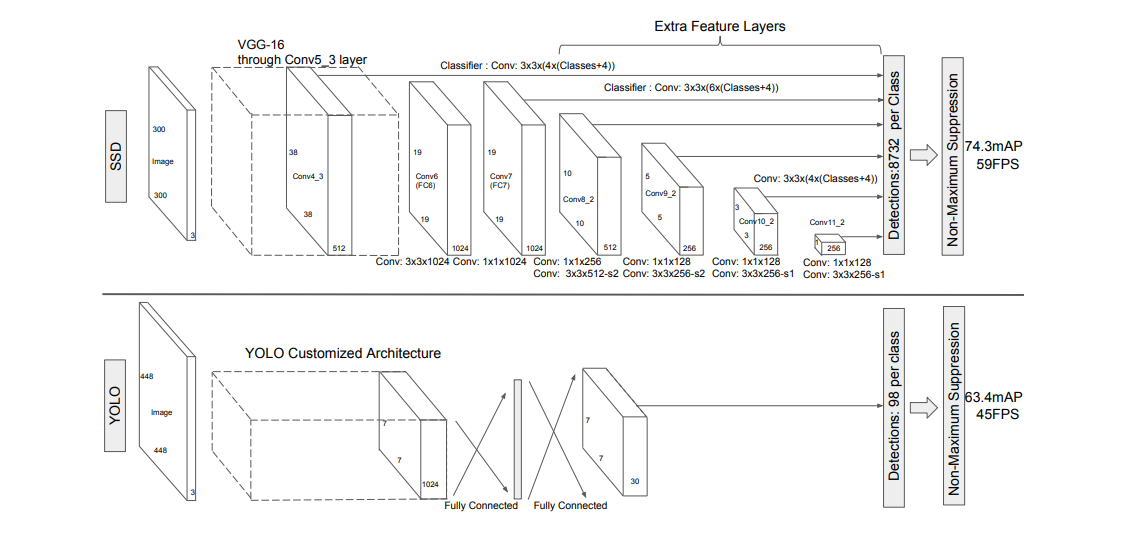 Extra Feature Layers
VGG-16
through Conv5_3 layer
Classifier : Conv: 3x3x(4x(Classes+4))
Classifier : Conv: 3x3x(6x(Classes+4))
SSD
300
Image
300
3
38
Conv4_3
38
512
19
Conv6
(FC6)
19
1024
19
Conv7
(FC7)
19
1024
10
Conv8_2
10
512
5
Conv9_2
5
256
Conv: 3x3x(4x(Classes+4))
3
Conv10_2
3
256
Conv11_2
1
256
Conv: 3x3x1024
Conv: 1x1x1024
Conv: 1x1x256
Conv: 3x3x512-s2
Conv: 1x1x128
Conv: 3x3x256-s2
Conv: 1x1x128
Conv: 3x3x256-s1
Conv: 1x1x128
Conv: 3x3x256-s1
Detections:8732 per Class
Non-Maximum Suppression
74.3mAP
59FPS
YOLO
448
Image
448
3
YOLO Customized Architecture
7
7
1024
Fully Connected
Fully Connected
7
7
30
Detections: 98 per class
Non-Maximum Suppression
63.4mAP
45FPS